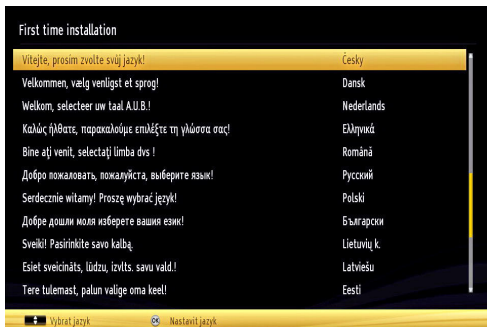 First time installation
Vítejte, prosím zvolte svůj jazyk! Česky
Velkommen, vælg venligst et sprog! Dansk
Welkom, selecteer uw taal A.U.B.! Nederlands
Καλώς ήλθατε, παρακαλούμε επιλέξτε τη γλώσσα σας! Ελληνικά
Bine aţi venit, selectaţi limba dvs ! Română
Добро пожаловать, пожалуйста, выберите язык! Русский
Serdecznie witamy! Proszę wybrać język! Polski
Добре дошли моля изберете вашия език! Български
Sveiki! Pasirinkite savo kalbą. Lietuvių k.
Esiet sveicināts, lūdzu, izvlts. savu vald.! Latviešu
Tere tulemast, palun valige oma keel! Eesti
Vybrat jazyk OK Nastavit jazyk